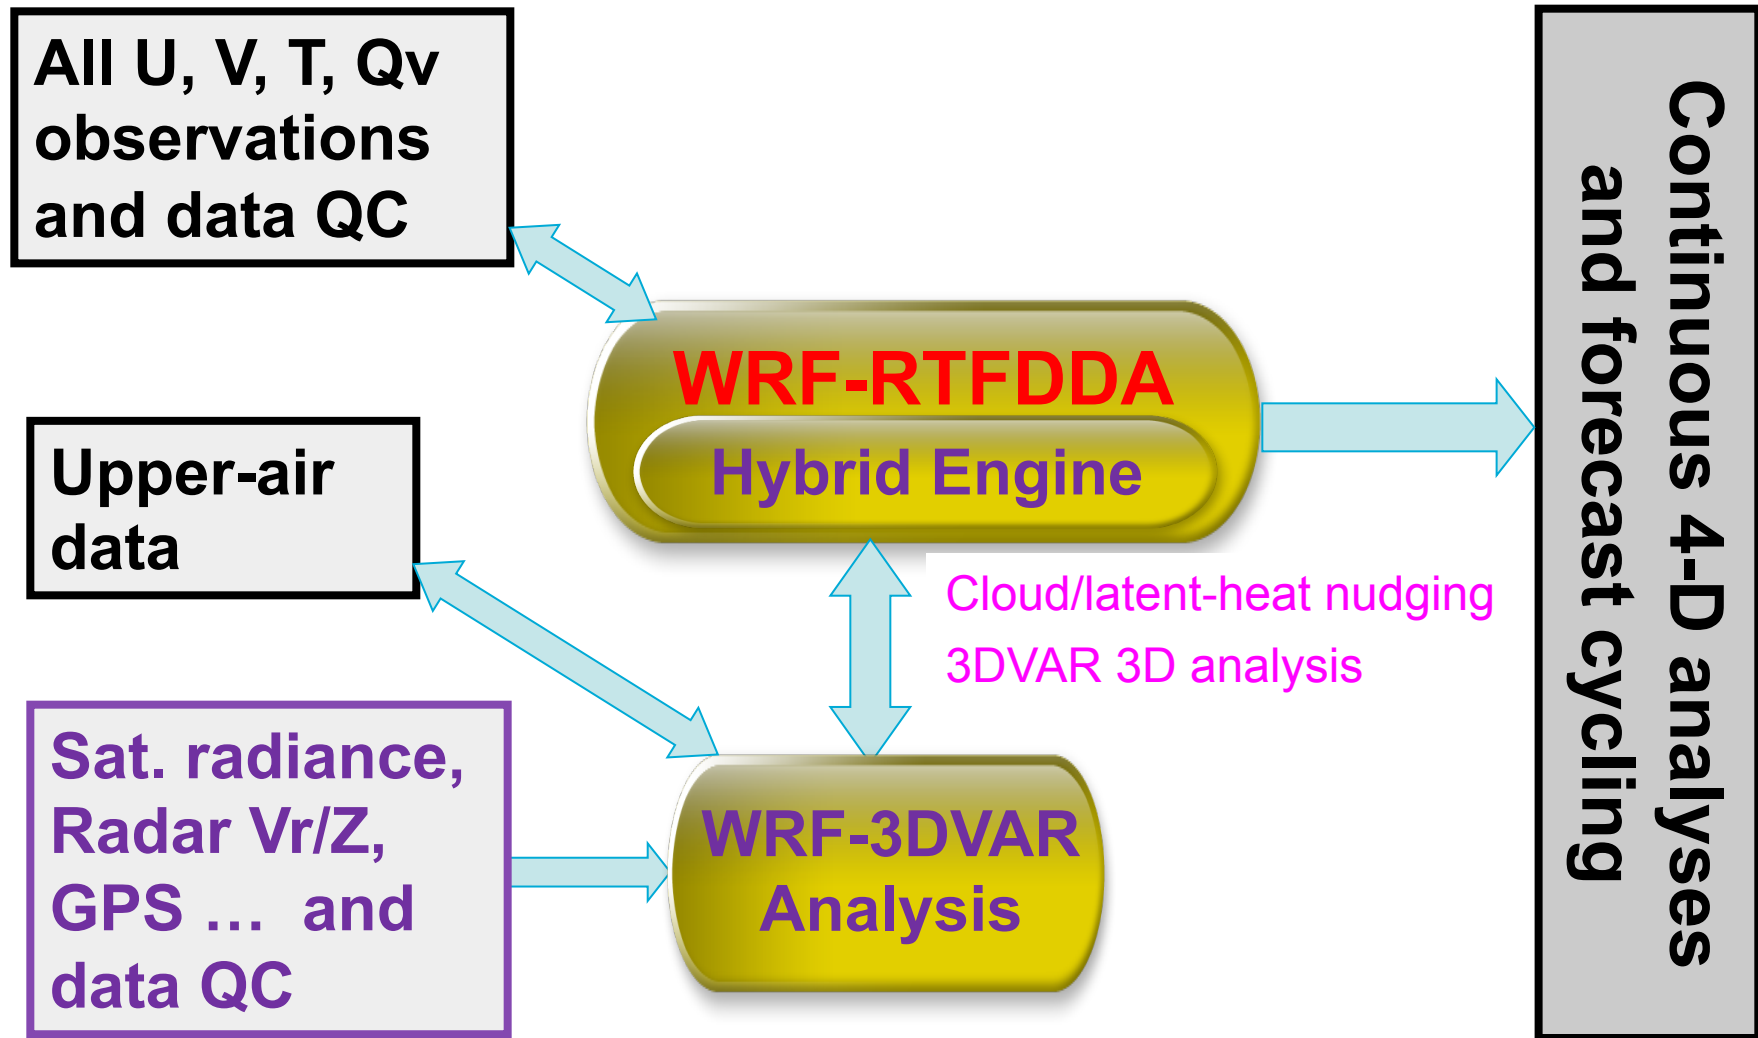 All U, V, T, Qv
observations
and data QC
WRF-RTFDDA
Hybrid Engine
Upper-air
data
Cloud/latent-heat nudging
3DVAR 3D analysis
Sat. radiance,
Radar Vr/Z,
GPS … and
data QC
WRF-3DVAR
Analysis
Continuous 4-D analyses
and forecast cycling